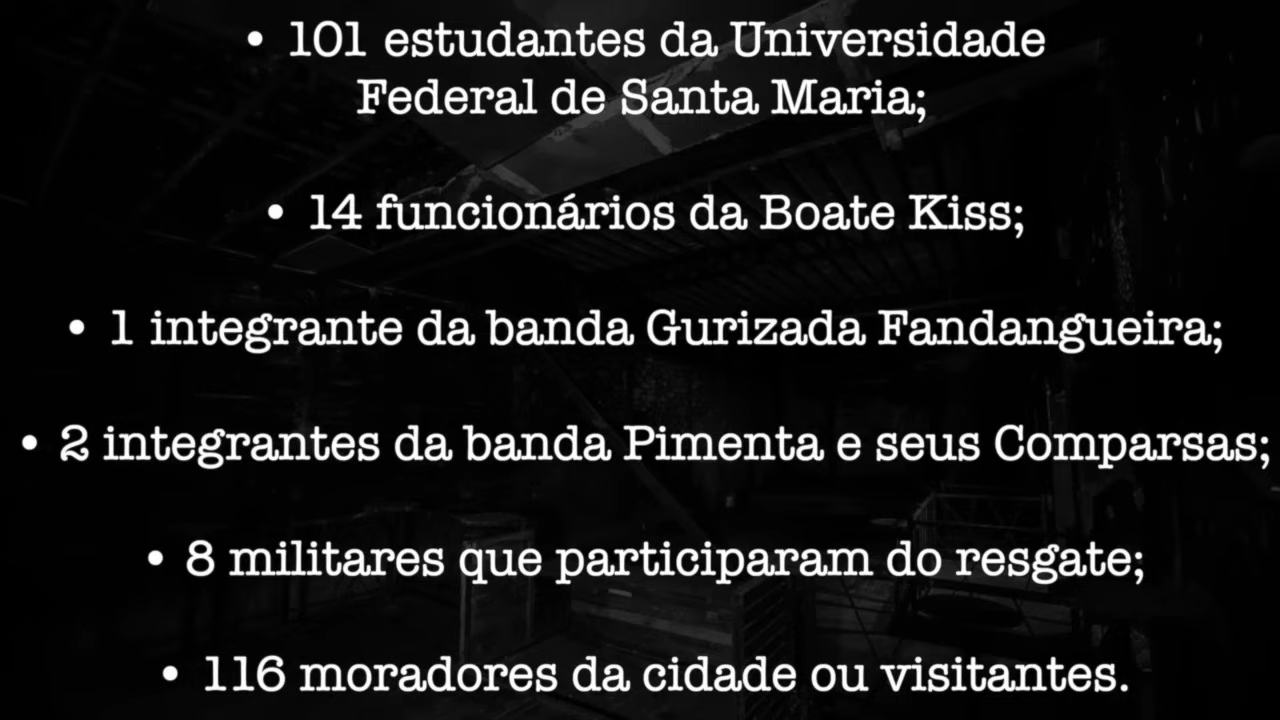 • 101 estudantes da Universidade
Federal de Santa Maria;
• 14 funcionários da Boate Kiss;
• 1 integrante da banda Gurizada Fandangueira;
• 2 integrantes da banda Pimenta e seus Comparsas;
• 8 militares que participaram do resgate;
• 116 moradores da cidade ou visitantes.